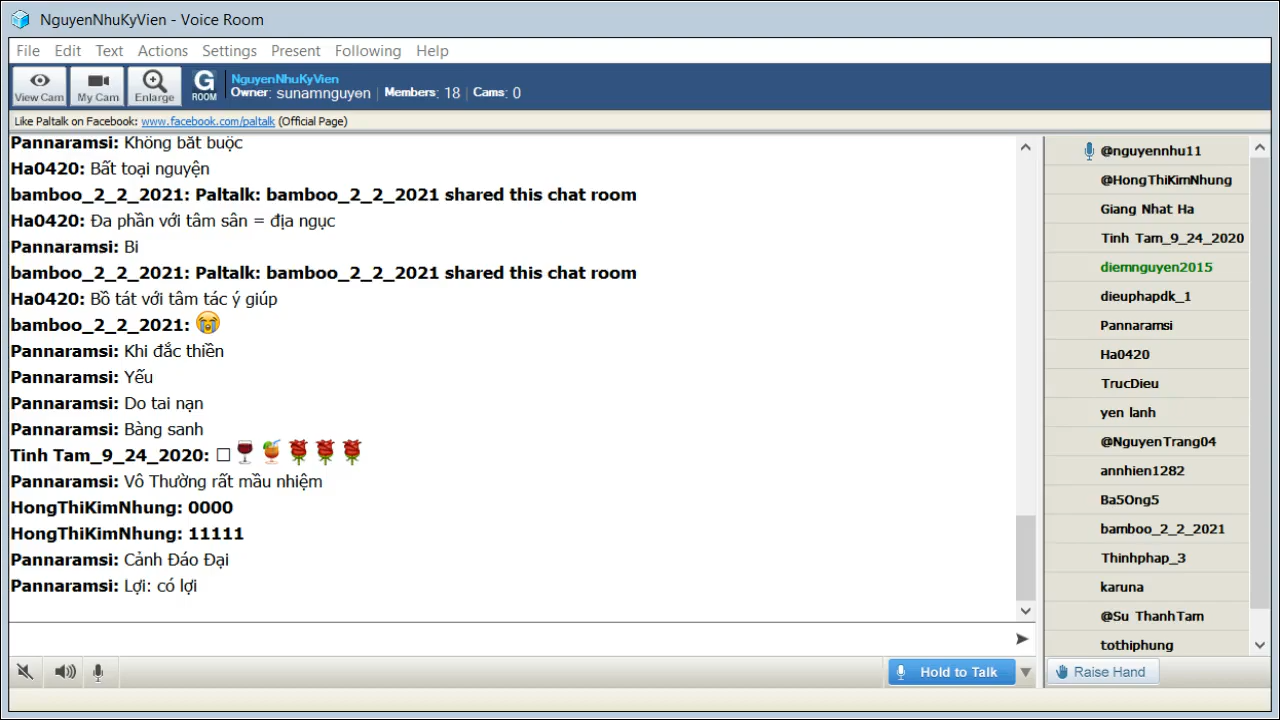 NguyenNhuKyVien - Voice Room
File Edit Text Actions Settings Present Following Help
View Cam My Cam Enlarge G ROOM
NguyenNhuKyVien
Owner: sunamnguyen | Members: 18 | Cams: 0
Like Paltalk on Facebook: www.facebook.com/paltalk (Official Page)
Pannaramsi: Không bắt buộc
Ha0420: Bất toại nguyện
bamboo_2_2_2021: Paltalk: bamboo_2_2_2021 shared this chat room
Ha0420: Đa phần với tâm sân = địa ngục
Pannaramsi: Bi
bamboo_2_2_2021: Paltalk: bamboo_2_2_2021 shared this chat room
Ha0420: Bồ tát với tâm tác ý giúp
bamboo_2_2_2021: 😭
Pannaramsi: Khi đắc thiền
Pannaramsi: Yếu
Pannaramsi: Do tai nạn
Pannaramsi: Bàng sanh
Tinh Tam_9_24_2020: □🍷🍹🌹🌹🌹
Pannaramsi: Vô Thường rất mầu nhiệm
HongThiKimNhung: 0000
HongThiKimNhung: 11111
Pannaramsi: Cảnh Đáo Đại
Pannaramsi: Lợi: có lợi
@nguyennhu11
@HongThiKimNhung
Giang Nhat Ha
Tinh Tam_9_24_2020
diemnguyen2015
dieuphapdk_1
Pannaramsi
Ha0420
TrucDieu
yen lanh
@NguyenTrang04
annhien1282
Ba5Ong5
bamboo_2_2_2021
Thinhphap_3
karuna
@Su ThanhTam
tothiphung
Hold to Talk
Raise Hand